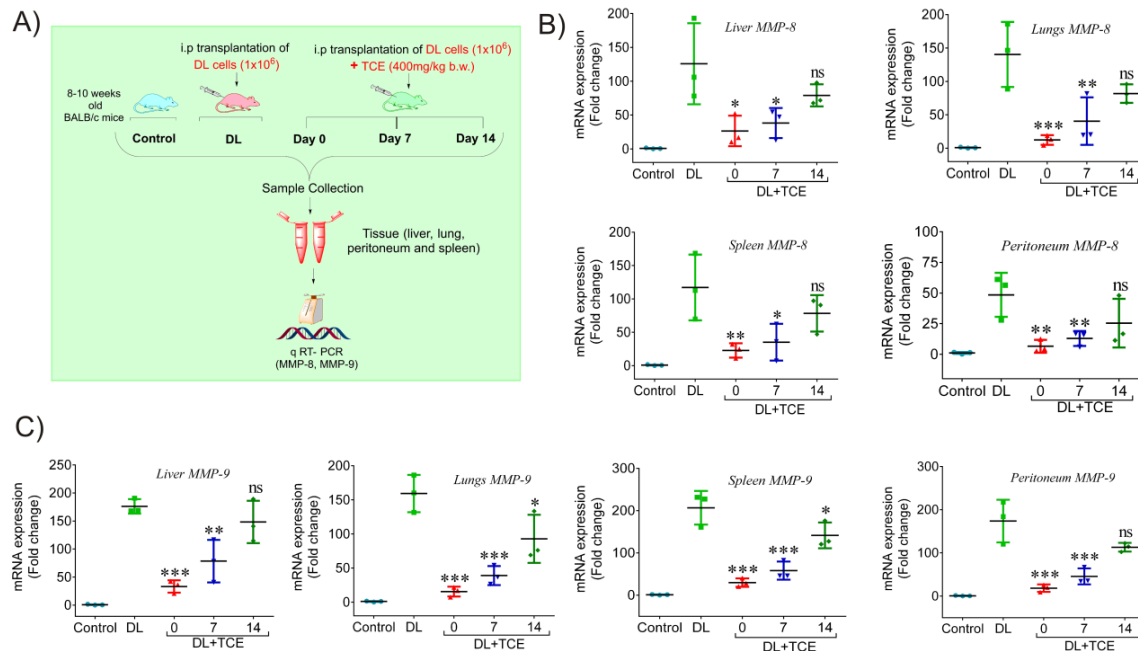 A)
i.p transplantation of
DL cells (1x10⁶)
i.p transplantation of DL cells (1x10⁶)
+ TCE (400mg/kg b.w.)
8-10 weeks
old
BALB/c mice
Control
DL
Day 0
Day 7
Day 14
Sample Collection
Tissue (liver, lung,
peritoneum and spleen)
q RT- PCR
(MMP-8, MMP-9)
B)
Liver MMP-8
mRNA expression
(Fold change)
200
150
100
50
0
*
*
ns
Control DL 0 7 14
DL+TCE
Lungs MMP-8
mRNA expression
(Fold change)
200
150
100
50
0
***
**
ns
Control DL 0 7 14
DL+TCE
Spleen MMP-8
mRNA expression
(Fold change)
200
150
100
50
0
**
*
ns
Control DL 0 7 14
DL+TCE
Peritoneum MMP-8
mRNA expression
(Fold change)
100
75
50
25
0
**
**
ns
Control DL 0 7 14
DL+TCE
C)
Liver MMP-9
mRNA expression
(Fold change)
250
200
150
100
50
0
***
**
ns
Control DL 0 7 14
DL+TCE
Lungs MMP-9
mRNA expression
(Fold change)
200
150
100
50
0
***
***
*
Control DL 0 7 14
DL+TCE
Spleen MMP-9
mRNA expression
(Fold change)
300
200
100
0
***
***
*
Control DL 0 7 14
DL+TCE
Peritoneum MMP-9
mRNA expression
(Fold change)
300
200
100
0
***
***
ns
Control DL 0 7 14
DL+TCE